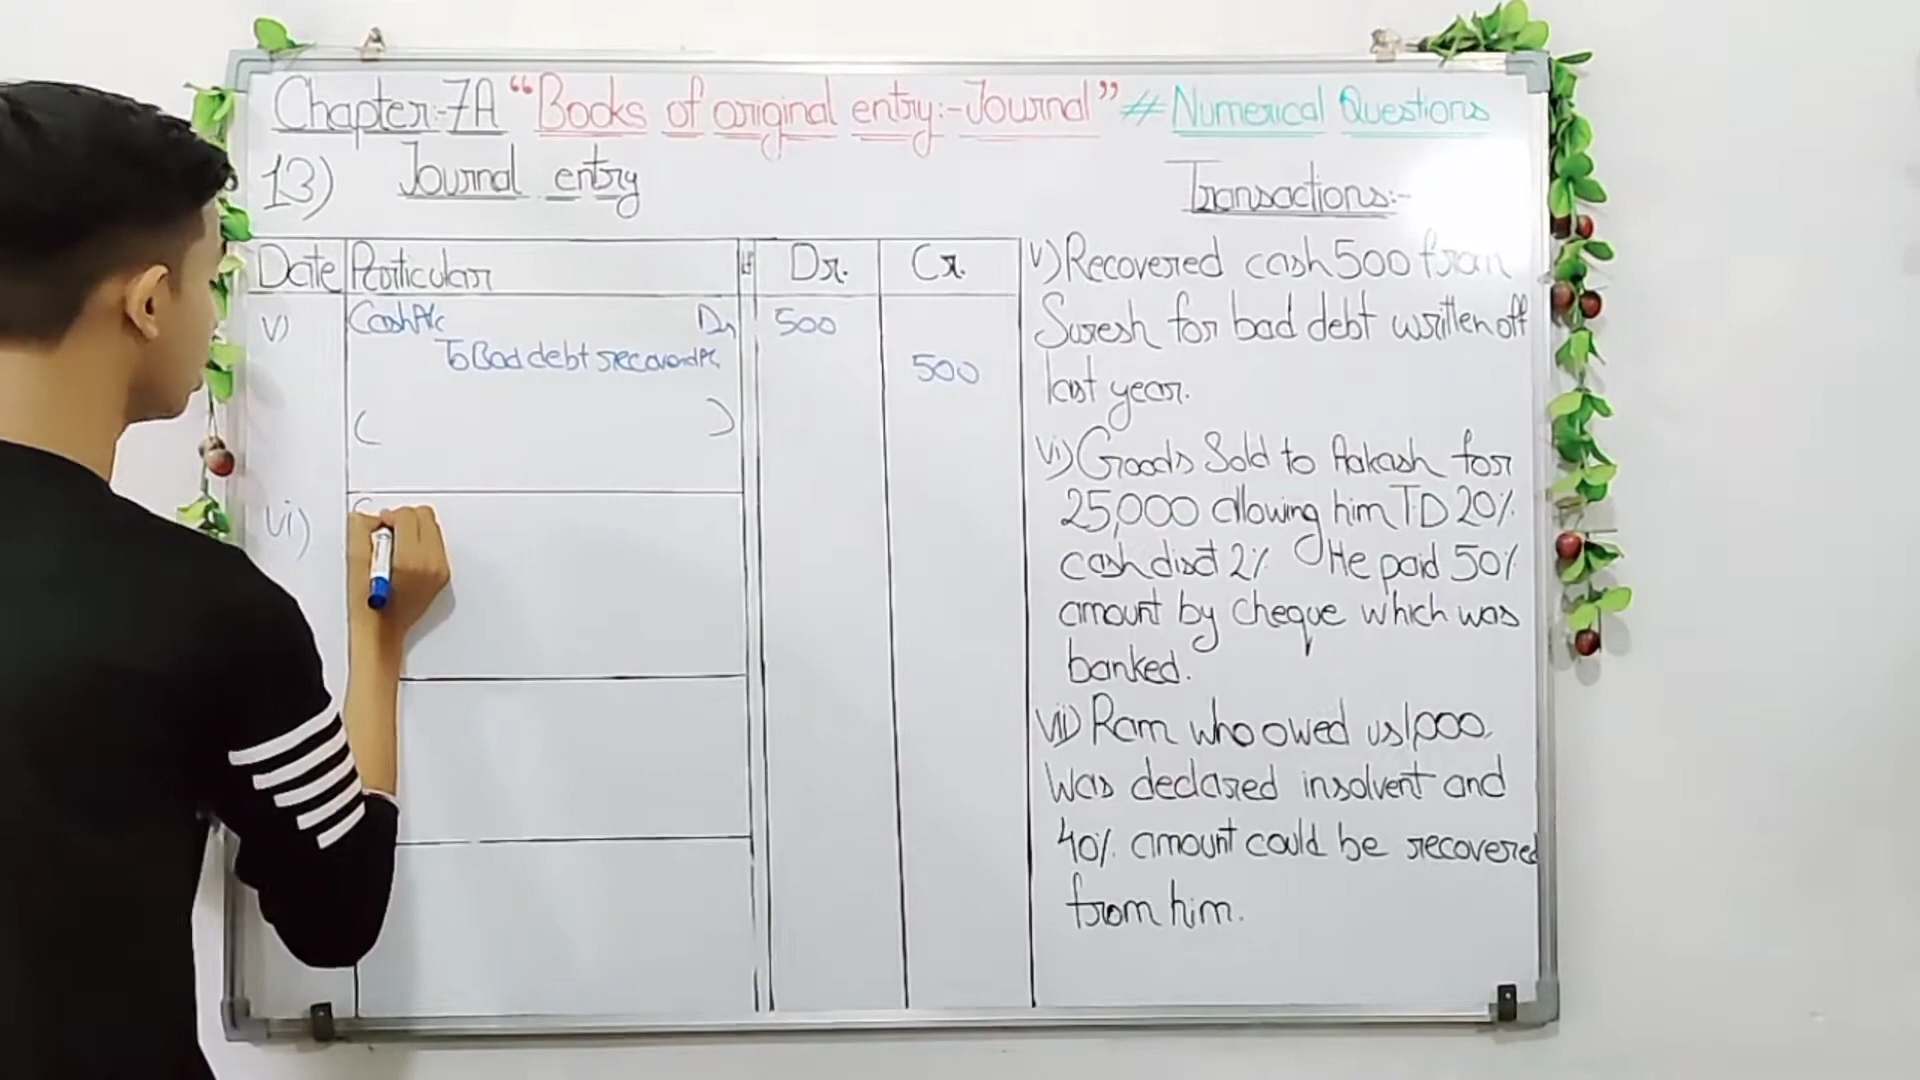 Chapter:-7A "Books of original entry:-Journal" # Numerical Questions
13) Journal entry
Date Particular Lf Dr. Cr.
v) Cash A/c Dr 500
To Bad debt recovered A/c 500
( )
vi)
Transactions:-
v) Recovered cash 500 from
Suresh for bad debt written off
last year.
vi) Goods Sold to Aakash for
25,000 allowing him T.D 20%
cash disct 2% He paid 50%
amount by cheque which was
banked.
vii) Ram who owed us 1,000.
Was declared insolvent and
40% amount could be recovered
from him.